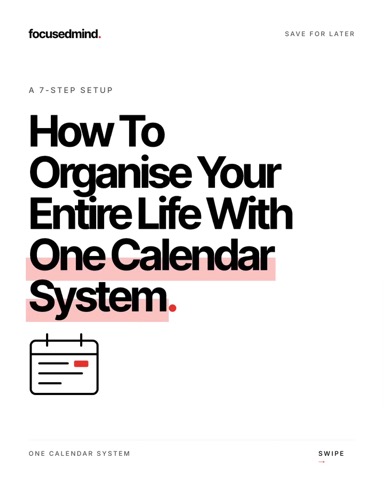 focusedmind.
SAVE FOR LATER
A 7-STEP SETUP
How To
Organise Your
Entire Life With
One Calendar
System.
ONE CALENDAR SYSTEM
SWIPE
→